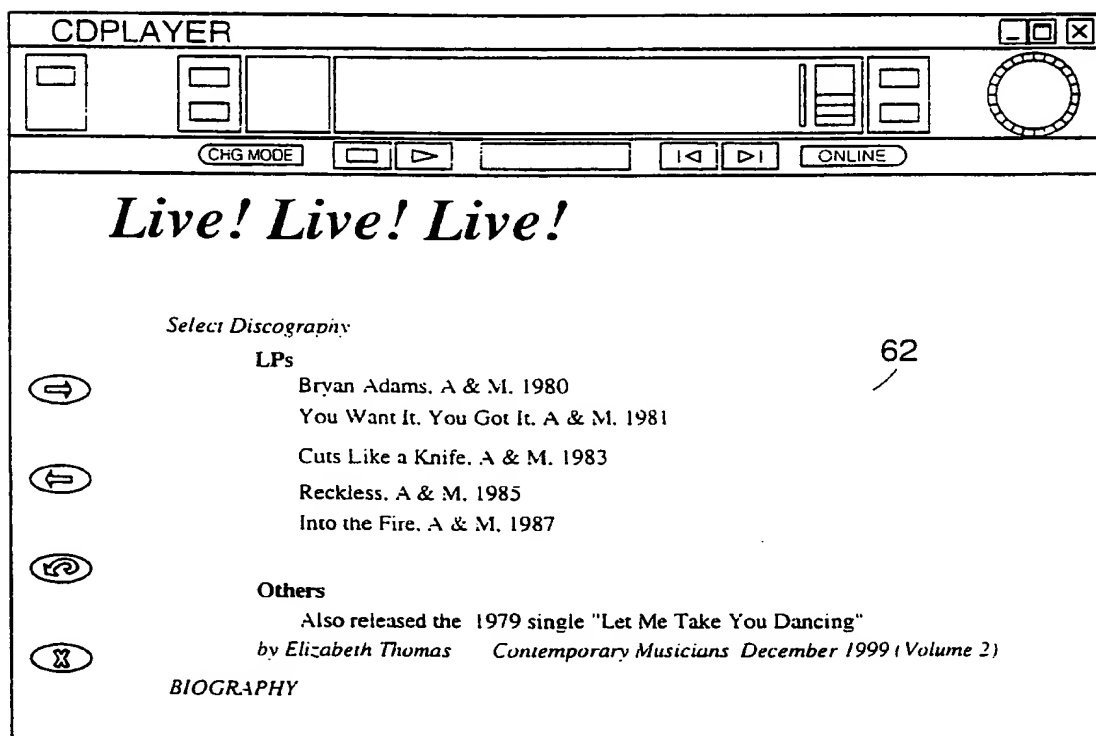 CDPLAYER
CHG MODE
ONLINE
Live! Live! Live!
Select Discography
62
LPs
Bryan Adams. A & M. 1980
You Want It. You Got It. A & M. 1981
Cuts Like a Knife. A & M. 1983
Reckless. A & M. 1985
Into the Fire. A & M. 1987
Others
Also released the 1979 single "Let Me Take You Dancing"
by Elizabeth Thomas Contemporary Musicians December 1999 (Volume 2)
BIOGRAPHY